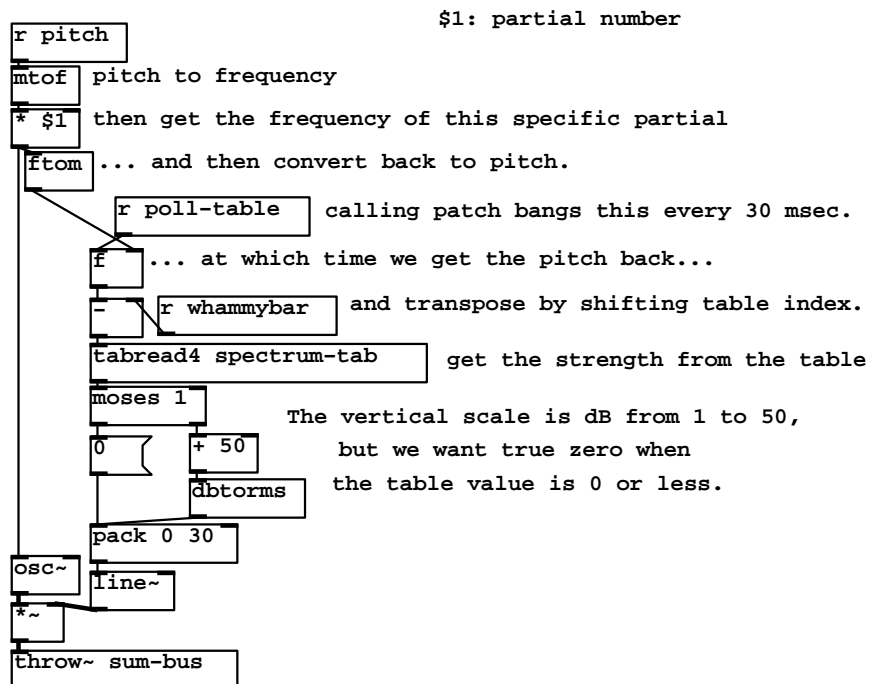 $1: partial number
r pitch
mtof pitch to frequency
* $1 then get the frequency of this specific partial
ftom ... and then convert back to pitch.
r poll-table calling patch bangs this every 30 msec.
f ... at which time we get the pitch back...
- r whammybar and transpose by shifting table index.
tabread4 spectrum-tab get the strength from the table
moses 1
The vertical scale is dB from 1 to 50,
0 + 50 but we want true zero when
dbtorms the table value is 0 or less.
pack 0 30
osc~ line~
*~
throw~ sum-bus